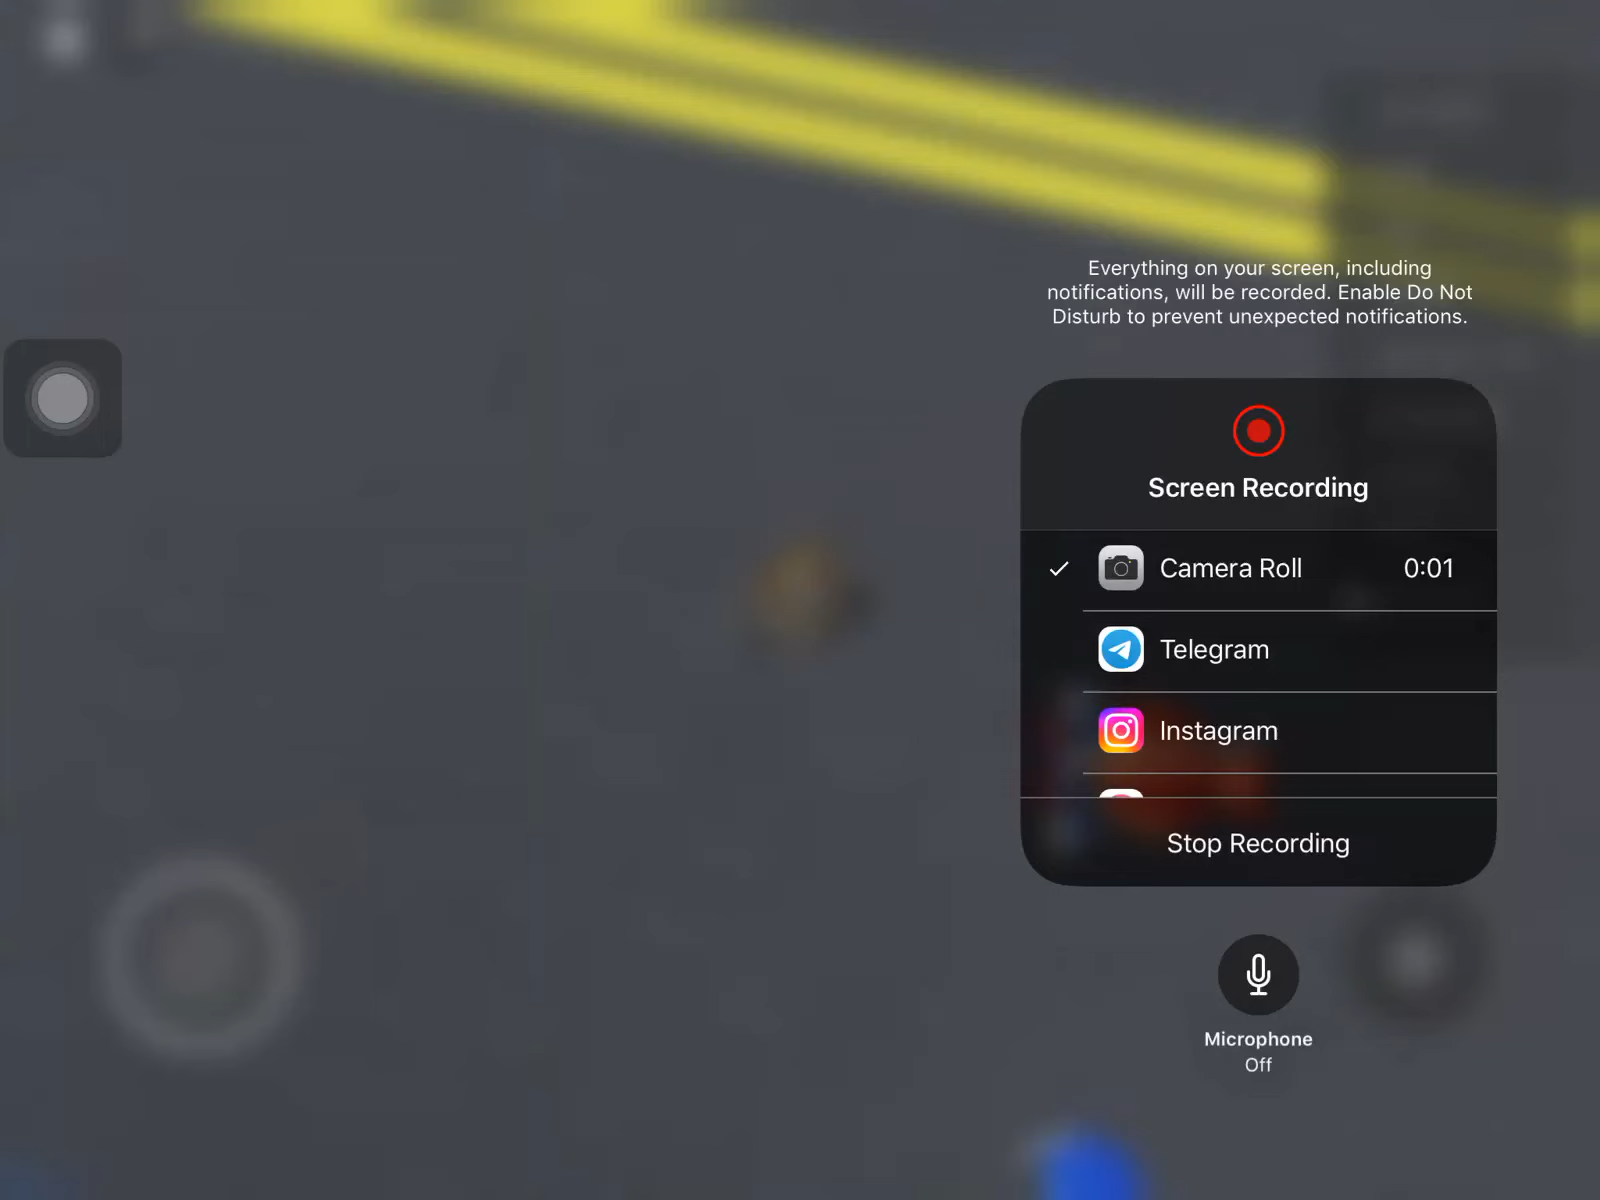 Everything on your screen, including
notifications, will be recorded. Enable Do Not
Disturb to prevent unexpected notifications.
Screen Recording
Camera Roll 0:01
Telegram
Instagram
Stop Recording
Microphone
Off